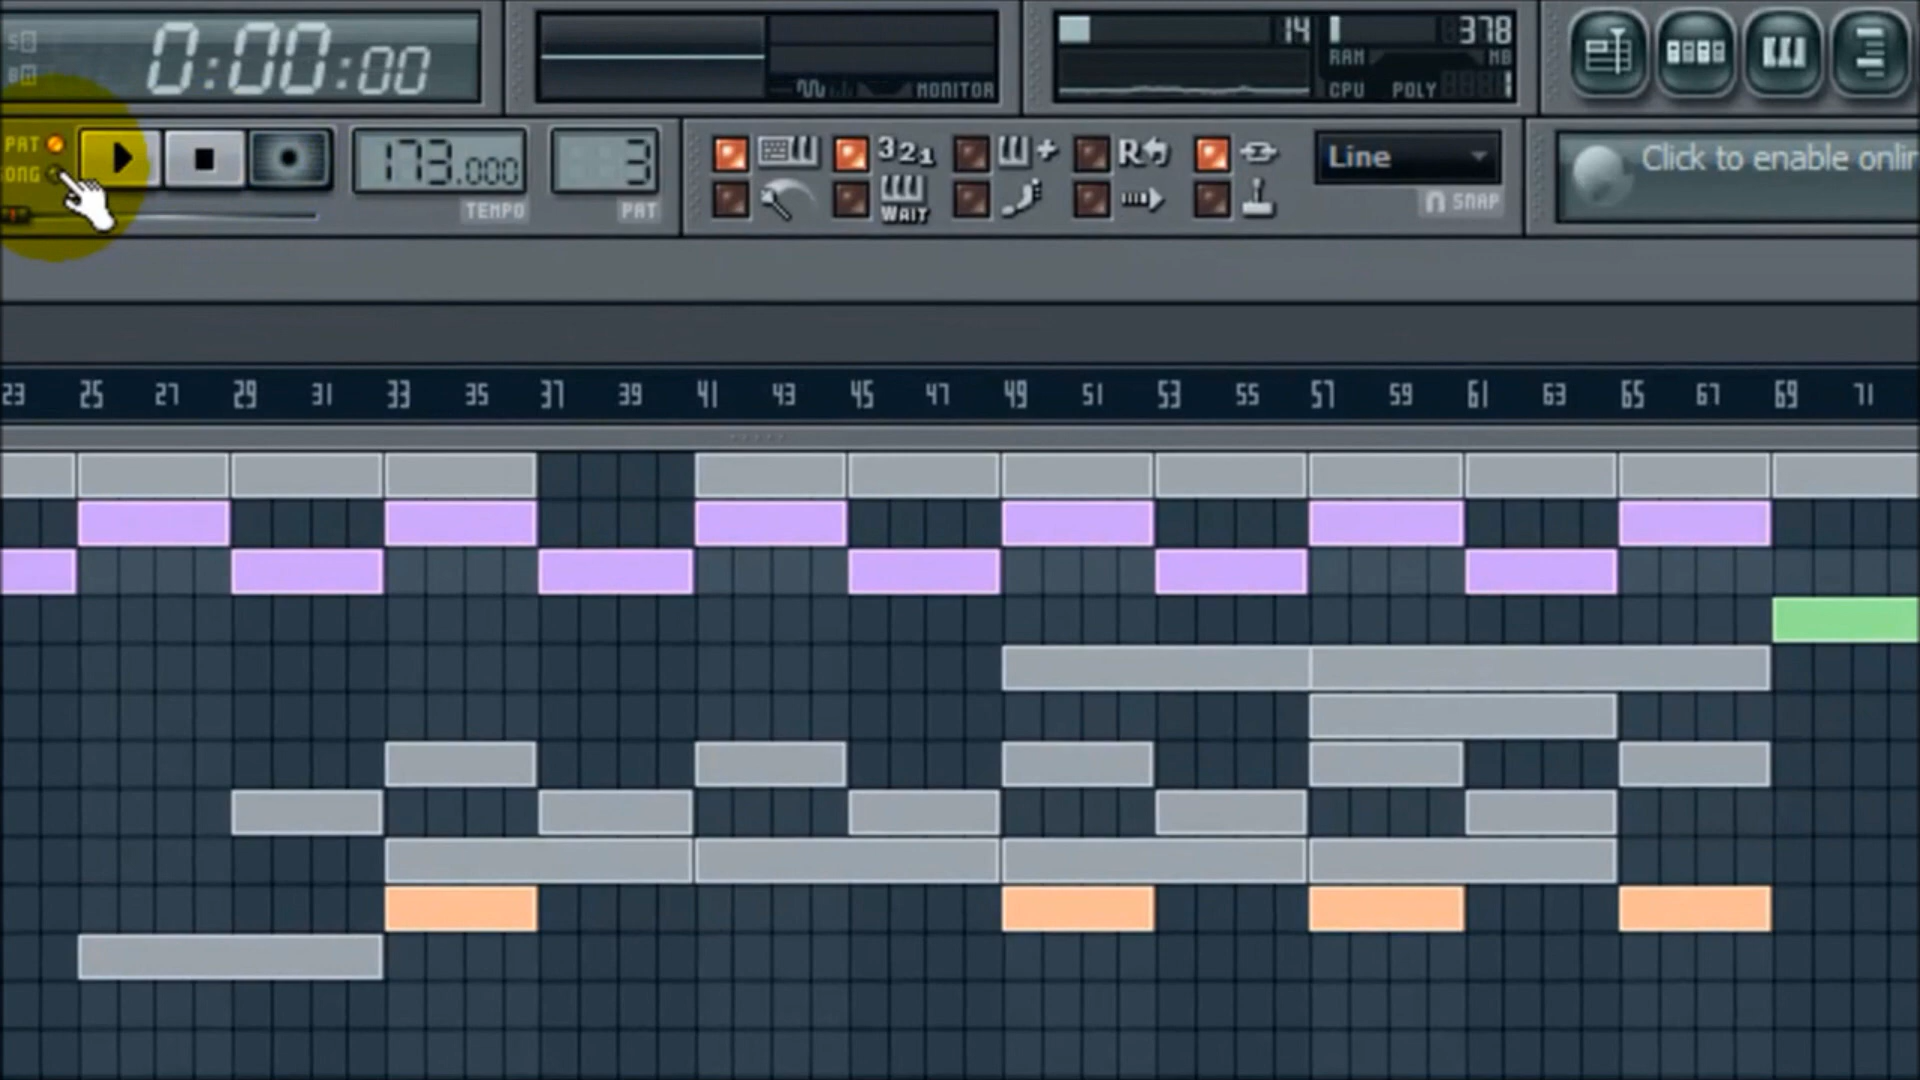 0:00:00
MONITOR
14
378
RAM
MB
CPU
POLY
1
PAT
ONG
173.000
TEMPO
3
PAT
321
R
WAIT
Line
SNAP
Click to enable onlin
23 25 27 29 31 33 35 37 39 41 43 45 47 49 51 53 55 57 59 61 63 65 67 69 71